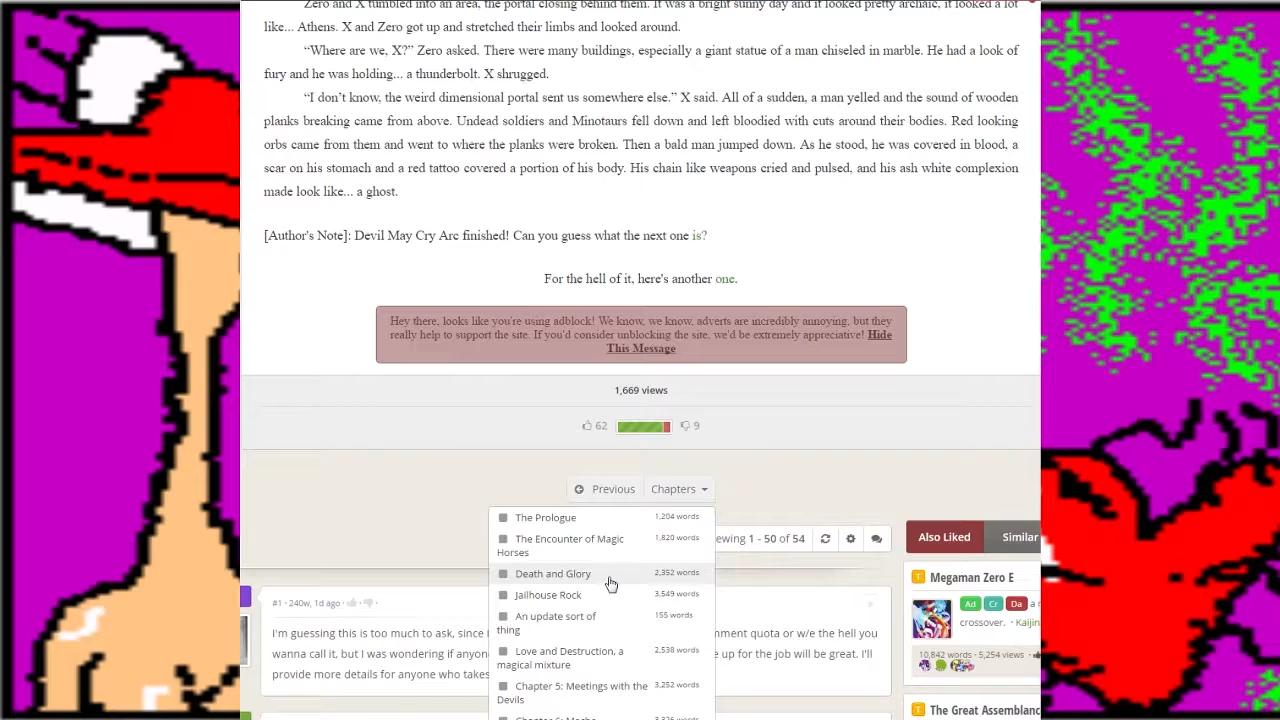 Zero and X tumbled into an area, the portal closing behind them. It was a bright sunny day and it looked pretty archaic, it looked a lot
like... Athens. X and Zero got up and stretched their limbs and looked around.
“Where are we X?” Zero asked. There were many buildings, especially a giant statue of a man chiseled in marble. He had a look of
fury and he was holding... a thunderbolt. X shrugged.
“I don’t know, the weird dimensional portal sent us somewhere else.” X said. All of a sudden, a man yelled and the sound of wooden
planks breaking came from above. Undead soldiers and Minotaurs fell down and left bloodied with cuts around their bodies. Red looking
orbs came from them and went to where the planks were broken. Then a bald man jumped down. As he stood, he was covered in blood, a
scar on his stomach and a red tattoo covered a portion of his body. His chain like weapons cried and pulsed, and his ash white complexion
made look like... a ghost.
[Author's Note]: Devil May Cry Arc finished! Can you guess what the next one is?
For the hell of it, here's another one.
Hey there, looks like you're using adblock! We know, we know, adverts are incredibly annoying, but they
really help to support the site. If you'd consider unblocking the site, we'd be extremely appreciative! Hide
This Message
1,669 views
62 9
Previous Chapters
The Prologue 1,204 words
The Encounter of Magic 1,820 words
Horses
Death and Glory 2,352 words
Jailhouse Rock 3,549 words
An update sort of 155 words
thing
Love and Destruction, a 2,538 words
magical mixture
Chapter 5: Meetings with the 3,252 words
Devils
ewing 1 - 50 of 54
Also Liked Similar
#1 · 240w, 1d ago ·
I'm guessing this is too much to ask, since mment quota or w/e the hell you
wanna call it, but I was wondering if anyon e up for the job will be great. I'll
provide more details for anyone who takes
Megaman Zero E
Ad Cr Da a
crossover. · Kaijin
10,842 words · 5,254 views ·
The Great Assemblanc